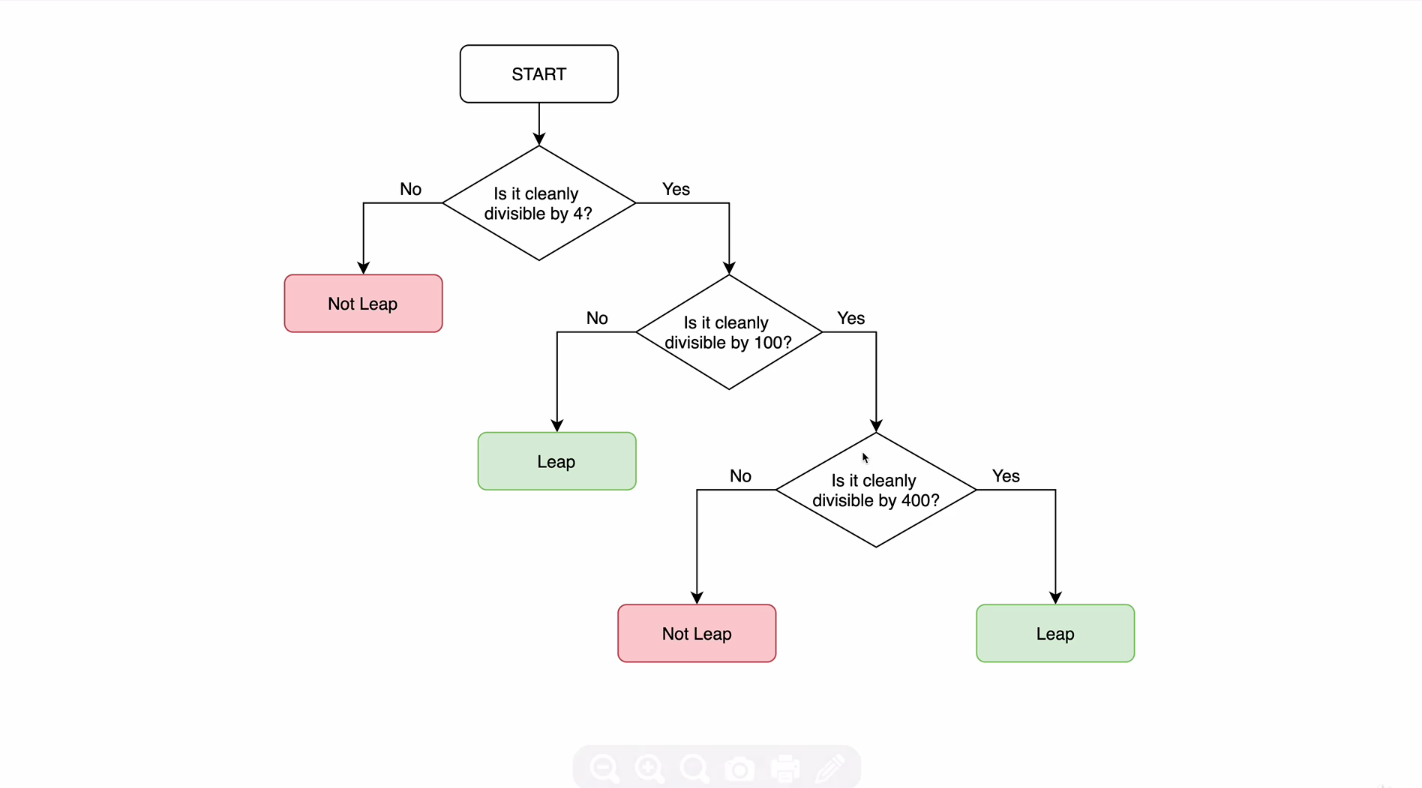 START
No
Yes
Is it cleanly
divisible by 4?
Not Leap
No
Yes
Is it cleanly
divisible by 100?
Leap
No
Yes
Is it cleanly
divisible by 400?
Not Leap
Leap